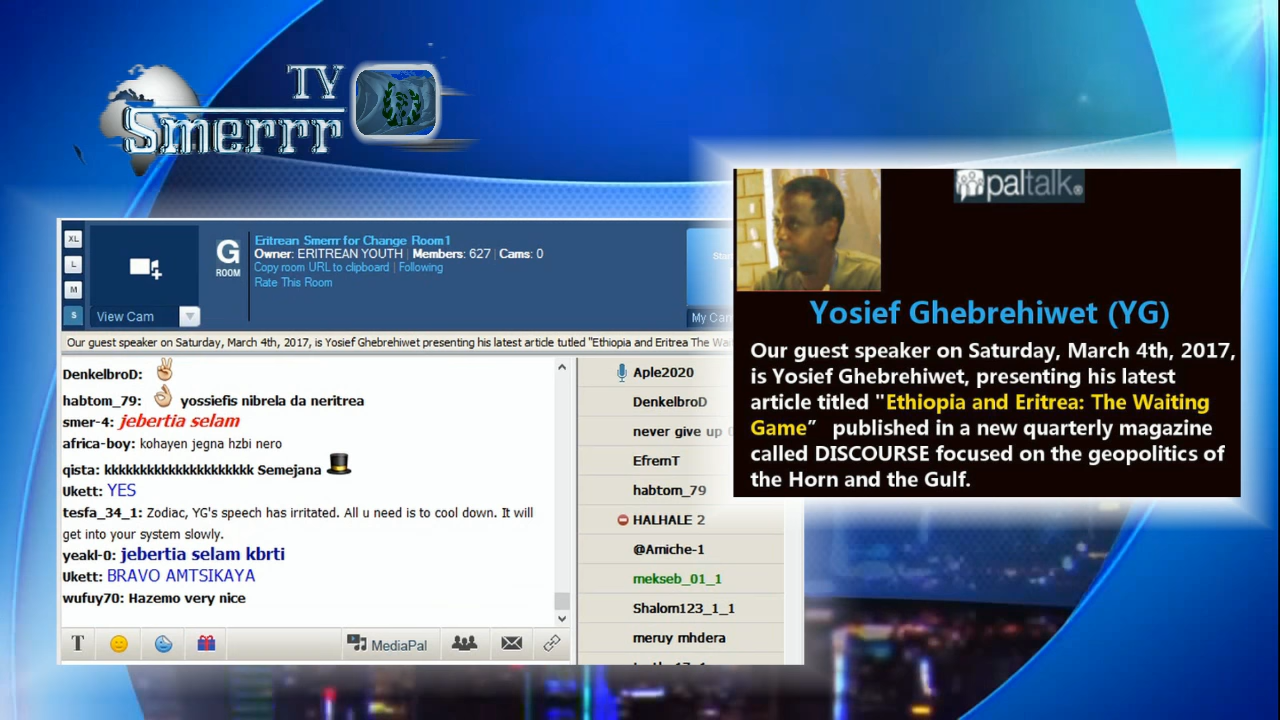 TV
Smerrr
XL
L
M
S
View Cam
G
ROOM
Eritrean Smerrr for Change Room1
Owner: ERITREAN YOUTH | Members: 627 | Cams: 0
Copy room URL to clipboard | Following
Rate This Room
My Cam
Our guest speaker on Saturday, March 4th, 2017, is Yosief Ghebrehiwet presenting his latest article tutled "Ethiopia and Eritrea The Wai
DenkelbroD:
habtom_79: yossiefis nibrela da neritrea
smer-4: jebertia selam
africa-boy: kohayen jegna hzbi nero
qista: kkkkkkkkkkkkkkkkkkkkk Semejana
Ukett: YES
tesfa_34_1: Zodiac, YG's speech has irritated. All u need is to cool down. It will
get into your system slowly.
yeakl-0: jebertia selam kbrti
Ukett: BRAVO AMTSIKAYA
wufuy70: Hazemo very nice
T
MediaPal
Aple2020
DenkelbroD
never give up
EfremT
habtom_79
HALHALE 2
@Amiche-1
mekseb_01_1
Shalom123_1_1
meruy mhdera
paltalk®
Yosief Ghebrehiwet (YG)
Our guest speaker on Saturday, March 4th, 2017,
is Yosief Ghebrehiwet, presenting his latest
article titled "Ethiopia and Eritrea: The Waiting
Game” published in a new quarterly magazine
called DISCOURSE focused on the geopolitics of
the Horn and the Gulf.